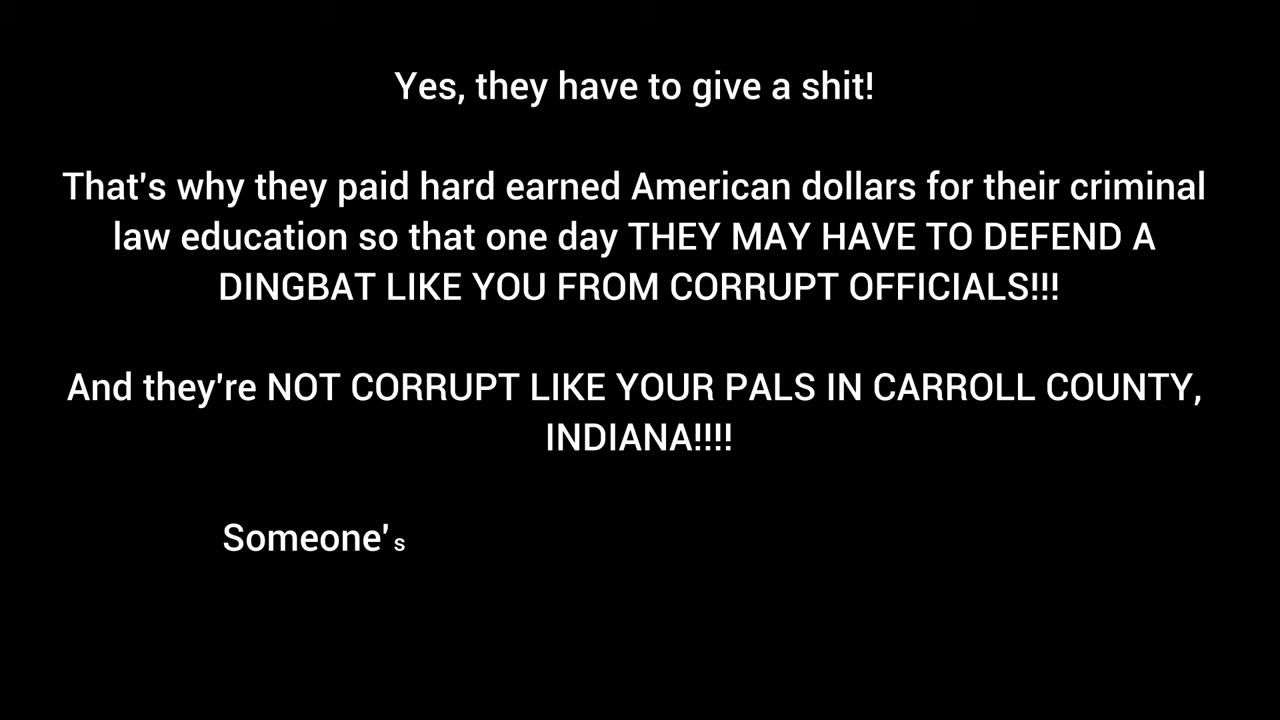 Yes, they have to give a shit!
That's why they paid hard earned American dollars for their criminal
law education so that one day THEY MAY HAVE TO DEFEND A
DINGBAT LIKE YOU FROM CORRUPT OFFICIALS!!!
And they're NOT CORRUPT LIKE YOUR PALS IN CARROLL COUNTY,
INDIANA!!!!
Someone's